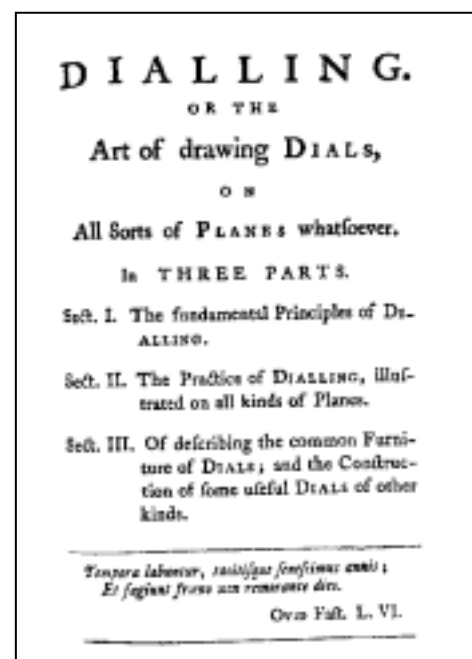 DIALLING.
OR THE
Art of drawing DIALS,
ON
All Sorts of PLANES whatſoever.
In THREE PARTS.
Sect. I. The fundamental Principles of DI-
ALLING.
Sect. II. The Practice of DIALLING, illuſ-
trated on all kinds of Planes.
Sect. III. Of deſcribing the common Furni-
ture of DIALS; and the Conſtruc-
tion of ſome uſeful DIALS of other
kinds.
Tempora labuntur, tacitiſque ſeneſcimus annis;
Et fugiunt fræno non remorante dies.
OVID Faſt. L. VI.